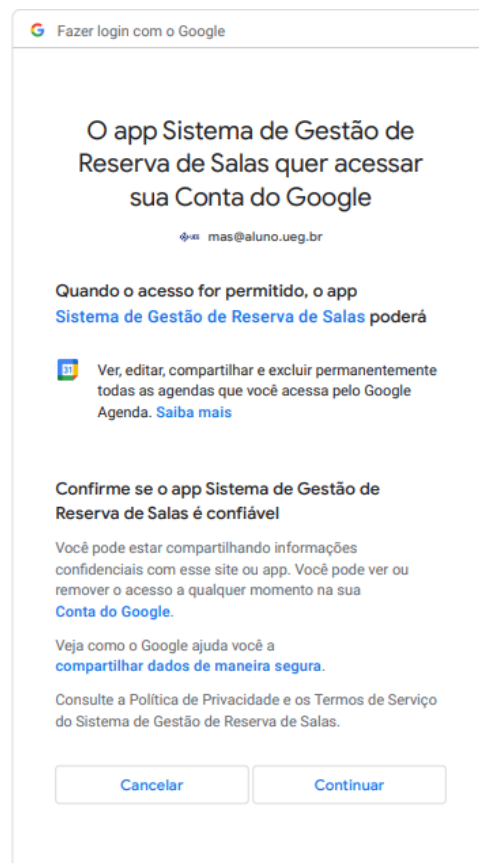 Fazer login com o Google
O app Sistema de Gestão de
Reserva de Salas quer acessar
sua Conta do Google
UEG mas@aluno.ueg.br
Quando o acesso for permitido, o app
Sistema de Gestão de Reserva de Salas poderá
31 Ver, editar, compartilhar e excluir permanentemente
todas as agendas que você acessa pelo Google
Agenda. Saiba mais
Confirme se o app Sistema de Gestão de
Reserva de Salas é confiável
Você pode estar compartilhando informações
confidenciais com esse site ou app. Você pode ver ou
remover o acesso a qualquer momento na sua
Conta do Google.
Veja como o Google ajuda você a
compartilhar dados de maneira segura.
Consulte a Política de Privacidade e os Termos de Serviço
do Sistema de Gestão de Reserva de Salas.
Cancelar Continuar